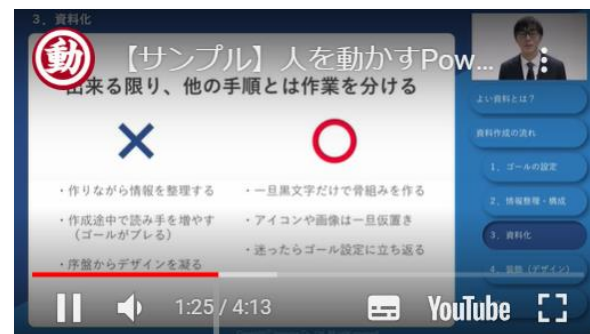 3. 資料化
動
【サンプル】人を動かすPow...
出来る限り、他の手順とは作業を分ける
・作りながら情報を整理する
・作成途中で読み手を増やす
(ゴールがブレる)
・序盤からデザインを凝る
・一旦黒文字だけで骨組みを作る
・アイコンや画像は一旦仮置き
・迷ったらゴール設定に立ち返る
よい資料とは?
資料作成の流れ
1. ゴールの設定
2. 情報整理・構成
3. 資料化
4. 装飾(デザイン)
1:25 / 4:13
YouTube